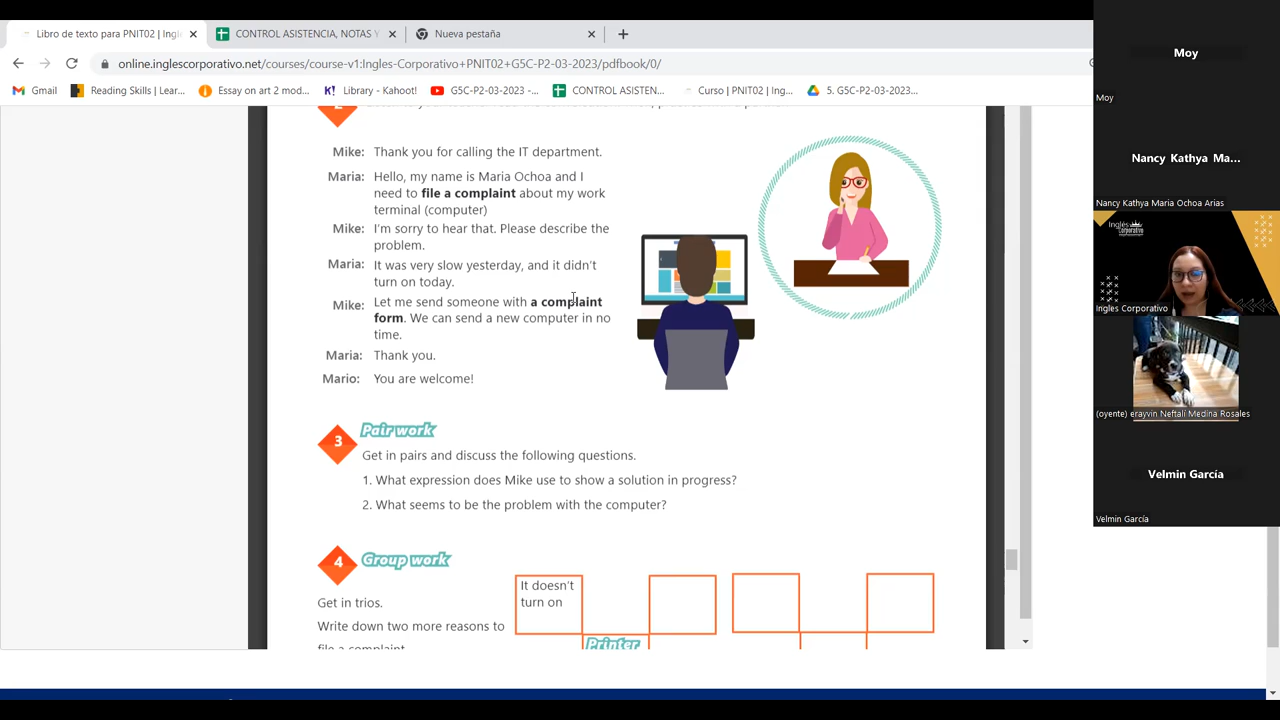 Libro de texto para PNIT02 | Ingl
CONTROL ASISTENCIA, NOTAS Y
Nueva pestaña
online.inglescorporativo.net/courses/course-v1:Ingles-Corporativo+PNIT02+G5C-P2-03-2023/pdfbook/0/
Gmail
Reading Skills | Lear...
Essay on art 2 mod...
Library - Kahoot!
G5C-P2-03-2023 -...
CONTROL ASISTEN...
Curso | PNIT02 | Ing...
5. G5C-P2-03-2023...
2
Mike: Thank you for calling the IT department.
Maria: Hello, my name is Maria Ochoa and I
need to file a complaint about my work
terminal (computer)
Mike: I'm sorry to hear that. Please describe the
problem.
Maria: It was very slow yesterday, and it didn't
turn on today.
Mike: Let me send someone with a complaint
form. We can send a new computer in no
time.
Maria: Thank you.
Mario: You are welcome!
3 Pair work
Get in pairs and discuss the following questions.
1. What expression does Mike use to show a solution in progress?
2. What seems to be the problem with the computer?
4 Group work
Get in trios.
Write down two more reasons to
file a complaint
It doesn't
turn on
Printer
Moy
Moy
Nancy Kathya Ma...
Nancy Kathya Maria Ochoa Arias
Inglés
Corporativo
Ingles Corporativo
(oyente) erayvin Neftalí Medina Rosales
Velmin García
Velmin García